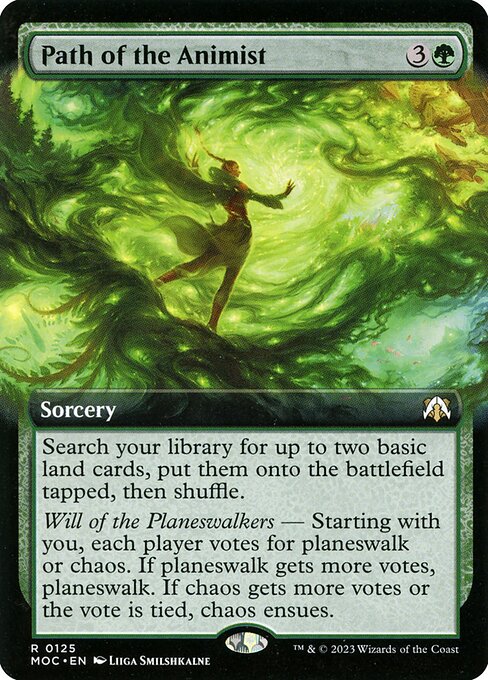 Path of the Animist 3
Sorcery
Search your library for up to two basic
land cards, put them onto the battlefield
tapped, then shuffle.
Will of the Planeswalkers — Starting with
you, each player votes for planeswalk
or chaos. If planeswalk gets more votes,
planeswalk. If chaos gets more votes or
the vote is tied, chaos ensues.
R 0125
MOC • EN LIIGA SMILSHKALNE
™ & © 2023 Wizards of the Coast